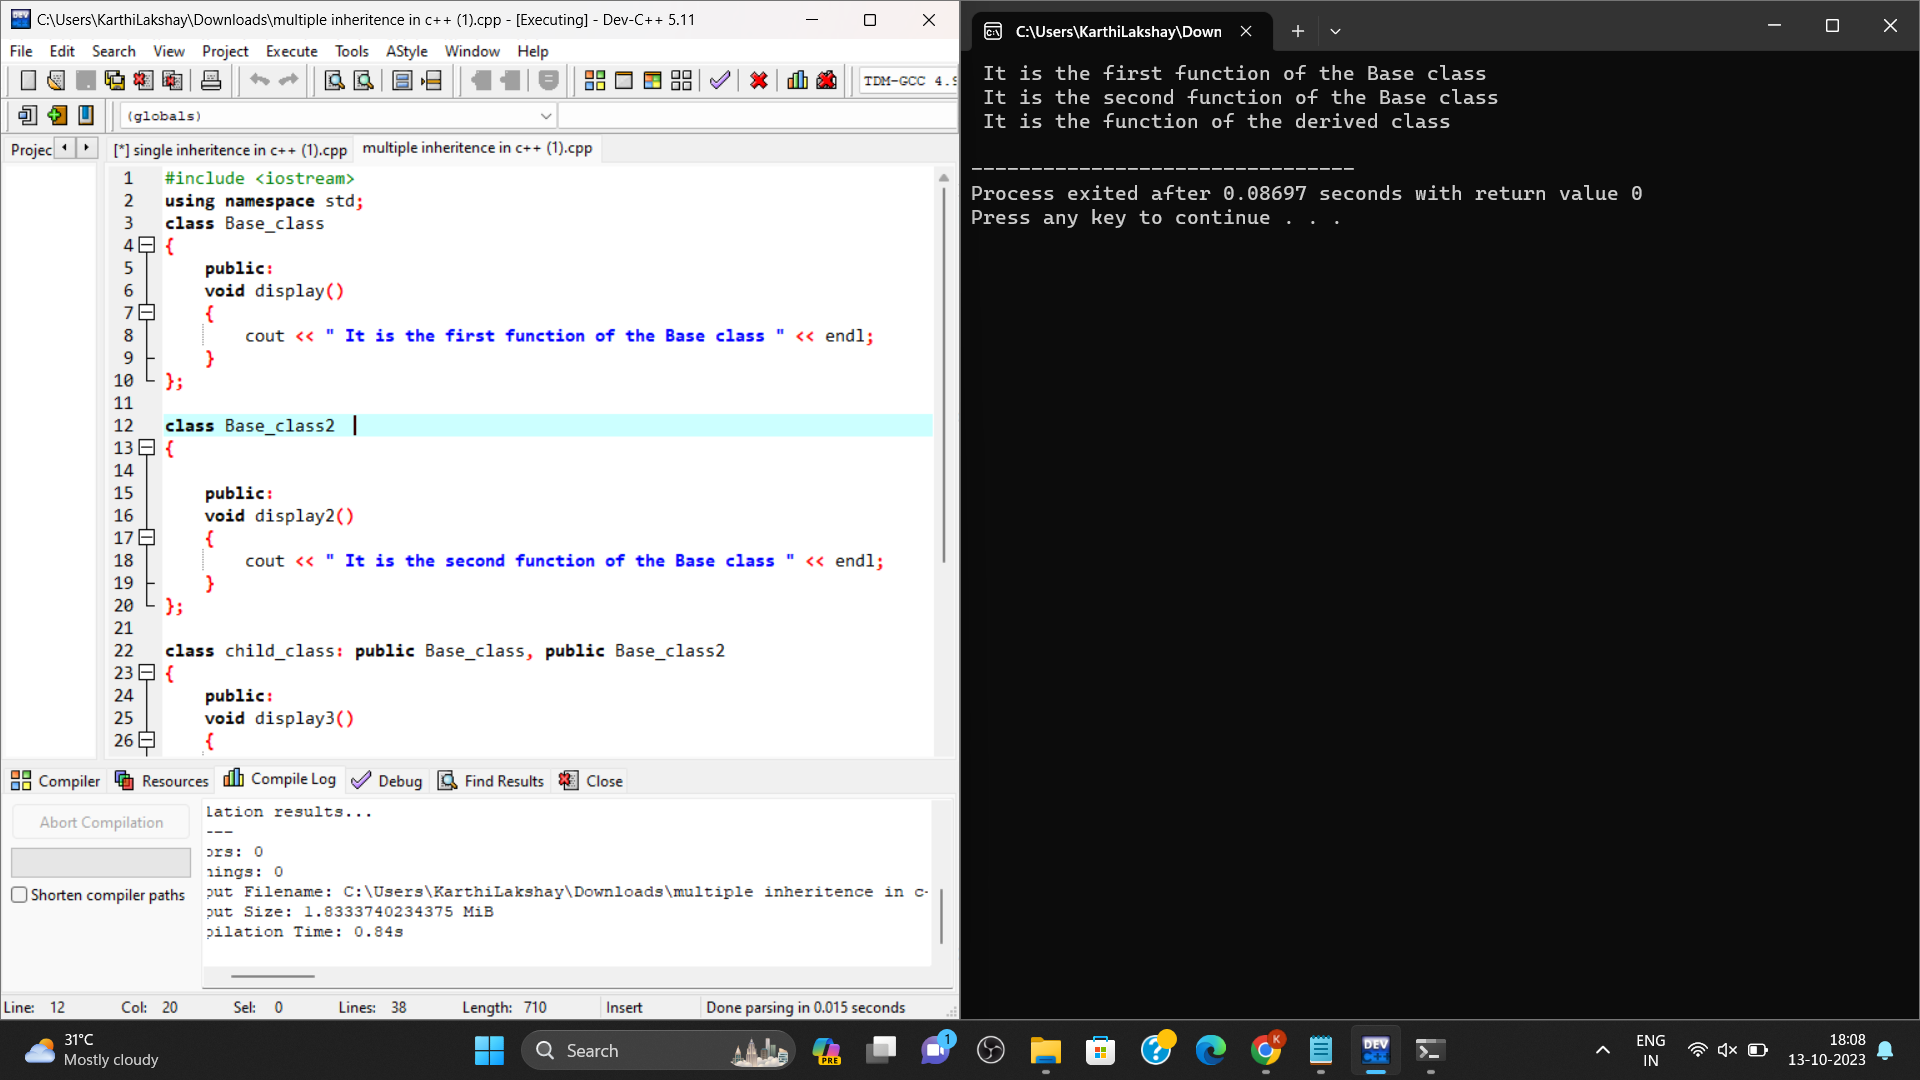 C:\Users\KarthiLakshay\Downloads\multiple inheritence in c++ (1).cpp - [Executing] - Dev-C++ 5.11
File Edit Search View Project Execute Tools AStyle Window Help
TDM-GCC 4.9
(globals)
Projec
[*] single inheritence in c++ (1).cpp multiple inheritence in c++ (1).cpp
1 #include <iostream>
2 using namespace std;
3 class Base_class
4 {
5 public:
6 void display()
7 {
8 cout << " It is the first function of the Base class " << endl;
9 }
10 };
11
12 class Base_class2
13 {
14
15 public:
16 void display2()
17 {
18 cout << " It is the second function of the Base class " << endl;
19 }
20 };
21
22 class child_class: public Base_class, public Base_class2
23 {
24 public:
25 void display3()
26 {
Compiler Resources Compile Log Debug Find Results Close
Abort Compilation
Shorten compiler paths
lation results...
---
ors: 0
nings: 0
put Filename: C:\Users\KarthiLakshay\Downloads\multiple inheritence in c-
put Size: 1.8333740234375 MiB
pilation Time: 0.84s
Line: 12 Col: 20 Sel: 0 Lines: 38 Length: 710 Insert Done parsing in 0.015 seconds
C:\Users\KarthiLakshay\Down
It is the first function of the Base class
It is the second function of the Base class
It is the function of the derived class
--------------------------------
Process exited after 0.08697 seconds with return value 0
Press any key to continue . . .
31°C
Mostly cloudy
Search
PRE
1
K
DEV
C++
ENG
IN
18:08
13-10-2023